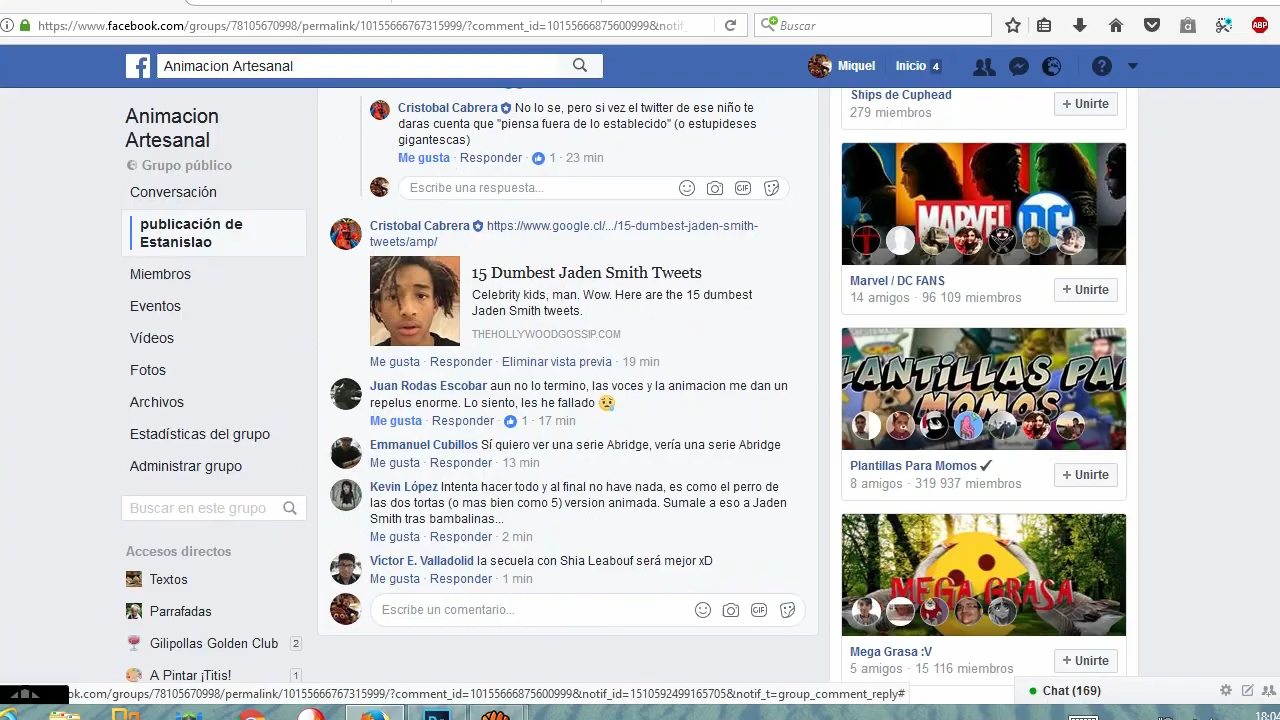 https://www.facebook.com/groups/78105670998/permalink/10155666767315999/?comment_id=10155666875600999&notif_
Buscar
ABP
Animacion Artesanal
Miquel
Inicio 4
Animacion
Artesanal
Grupo público
Conversación
publicación de
Estanislao
Miembros
Eventos
Vídeos
Fotos
Archivos
Estadísticas del grupo
Administrar grupo
Buscar en este grupo
Accesos directos
Textos
Parrafadas
Gilipollas Golden Club 2
A Pintar ¡Titis! 1
Cristobal Cabrera No lo se, pero si vez el twitter de ese niño te
daras cuenta que "piensa fuera de lo establecido" (o estupideses
gigantescas)
Me gusta · Responder · 1 · 23 min
Escribe una respuesta...
GIF
Cristobal Cabrera https://www.google.cl/.../15-dumbest-jaden-smith-
tweets/amp/
15 Dumbest Jaden Smith Tweets
Celebrity kids, man. Wow. Here are the 15 dumbest
Jaden Smith tweets.
THEHOLLYWOODGOSSIP.COM
Me gusta · Responder · Eliminar vista previa · 19 min
Juan Rodas Escobar aun no lo termino, las voces y la animacion me dan un
repelus enorme. Lo siento, les he fallado 😢
Me gusta · Responder · 1 · 17 min
Emmanuel Cubillos Sí quiero ver una serie Abridge, vería una serie Abridge
Me gusta · Responder · 13 min
Kevin López Intenta hacer todo y al final no have nada, es como el perro de
las dos tortas (o mas bien como 5) version animada. Sumale a eso a Jaden
Smith tras bambalinas...
Me gusta · Responder · 2 min
Víctor E. Valladolid la secuela con Shia Leabouf será mejor xD
Me gusta · Responder · 1 min
Escribe un comentario...
GIF
Ships de Cuphead
279 miembros
+ Unirte
MARVEL DC
Marvel / DC FANS
14 amigos · 96 109 miembros
+ Unirte
LANTILLAS PA
MOMOS
Plantillas Para Momos ✓
8 amigos · 319 937 miembros
+ Unirte
MEGA GRASA
Mega Grasa :V
5 amigos · 15 116 miembros
+ Unirte
Chat (169)
ok.com/groups/78105670998/permalink/10155666767315999/?comment_id=10155666875600999&notif_id=1510592499165705&notif_t=group_comment_reply#
18:04